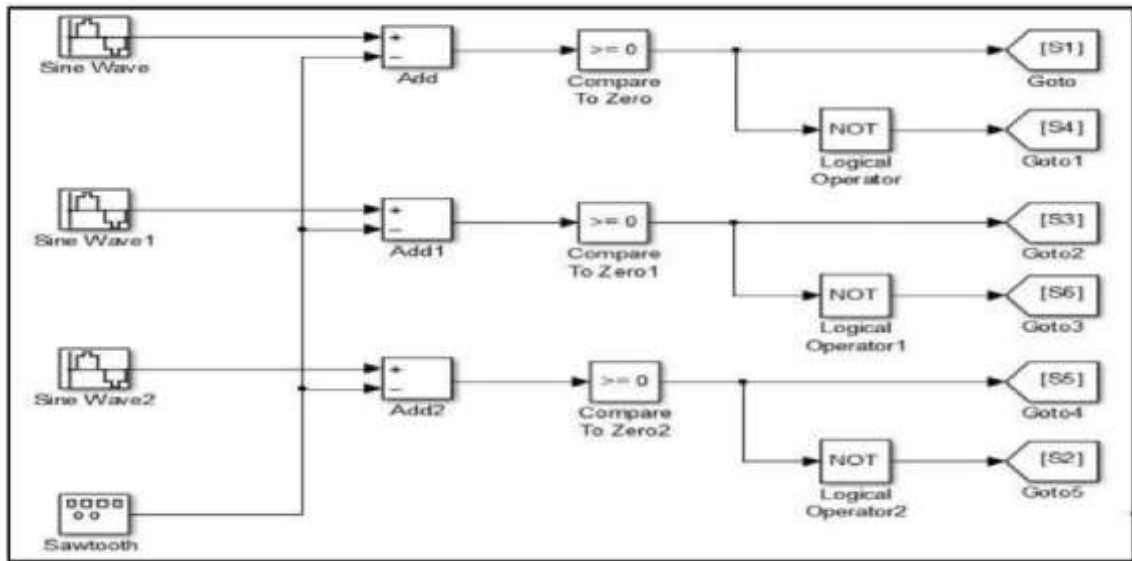 Sine Wave
+
−
Add
>= 0
Compare
To Zero
[S1]
Goto
NOT
Logical
Operator
[S4]
Goto1
Sine Wave1
+
−
Add1
>= 0
Compare
To Zero1
[S3]
Goto2
NOT
Logical
Operator1
[S6]
Goto3
Sine Wave2
+
−
Add2
>= 0
Compare
To Zero2
[S5]
Goto4
NOT
Logical
Operator2
[S2]
Goto5
Sawtooth